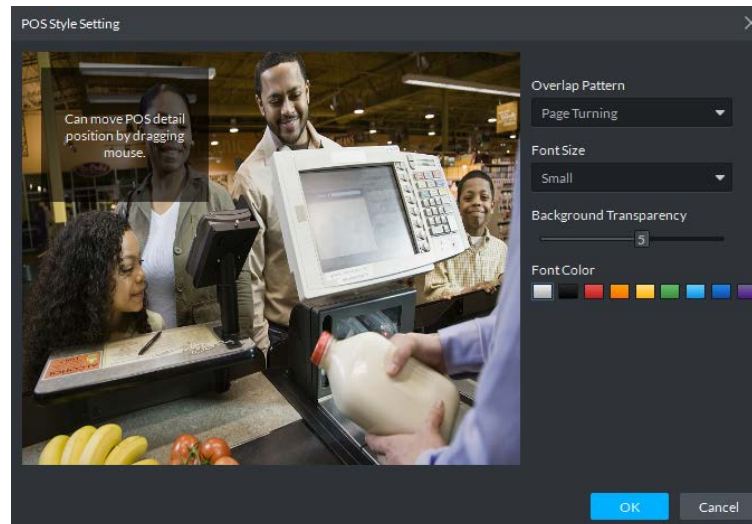 POS Style Setting
Can move POS detail
position by dragging
mouse.
Overlap Pattern
Page Turning
Font Size
Small
Background Transparency
5
Font Color
OK
Cancel